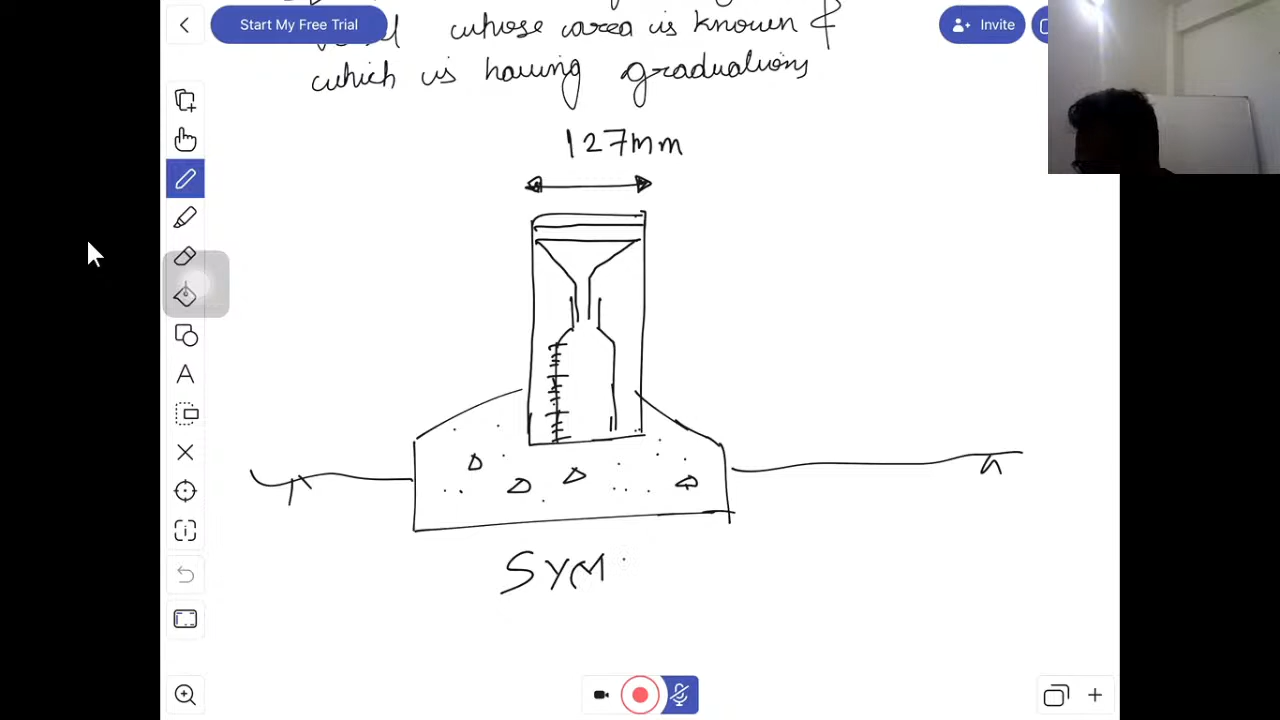 Start My Free Trial
Invite
whose area is known &
which is having graduations
127mm
A
SYM